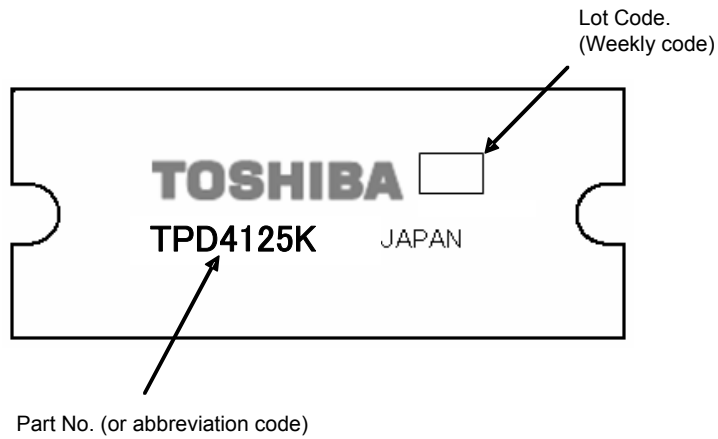 Lot Code.
(Weekly code)
TOSHIBA
TPD4125K JAPAN
Part No. (or abbreviation code)